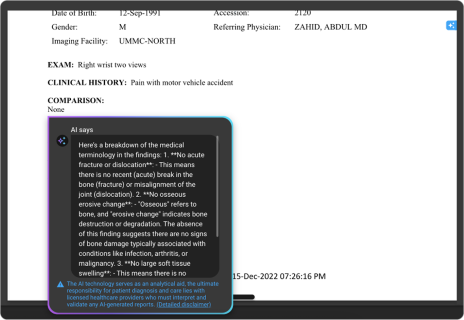 Date of Birth: 12-Sep-1991 Accession: 2120
Gender: M Referring Physician: ZAHID, ABDUL MD
Imaging Facility: UMMC-NORTH
EXAM: Right wrist two views
CLINICAL HISTORY: Pain with motor vehicle accident
COMPARISON:
None
AI says
Here's a breakdown of the medical
terminology in the findings: 1. **No acute
fracture or dislocation**: - This means
there is no recent (acute) break in the
bone (fracture) or misalignment of the
joint (dislocation). 2. **No osseous
erosive change**: - "Osseous" refers to
bone, and "erosive change" indicates bone
destruction or degradation. The absence
of this finding suggests there are no signs
of bone damage typically associated with
conditions like infection, arthritis, or
malignancy. 3. **No large soft tissue
swelling**: - This means there is no
15-Dec-2022 07:26:16 PM
The AI technology serves as an analytical aid, the ultimate
responsibility for patient diagnosis and care lies with
licensed healthcare providers who must interpret and
validate any AI-generated reports. (Detailed disclaimer)